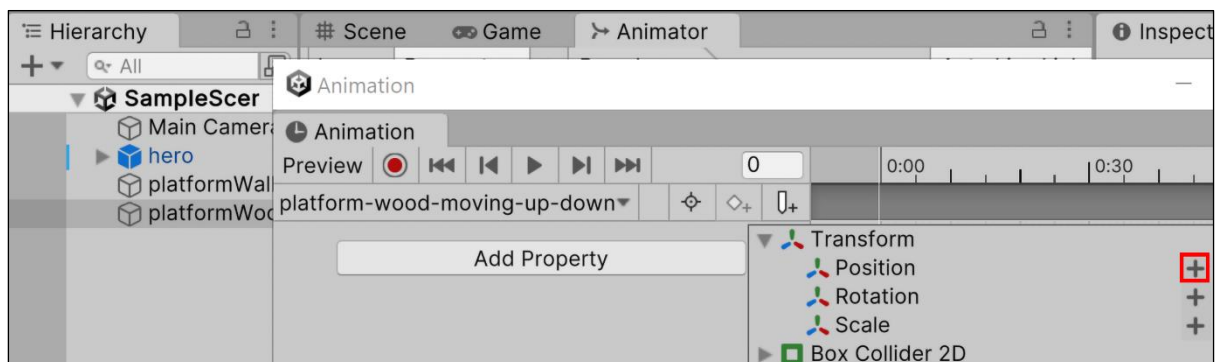 Hierarchy
Scene
Game
Animator
Inspect
All
SampleScer
Main Camera
hero
platformWall
platformWoo
Animation
Animation
Preview
0
0:00
0:30
platform-wood-moving-up-down
Add Property
Transform
Position
Rotation
Scale
Box Collider 2D